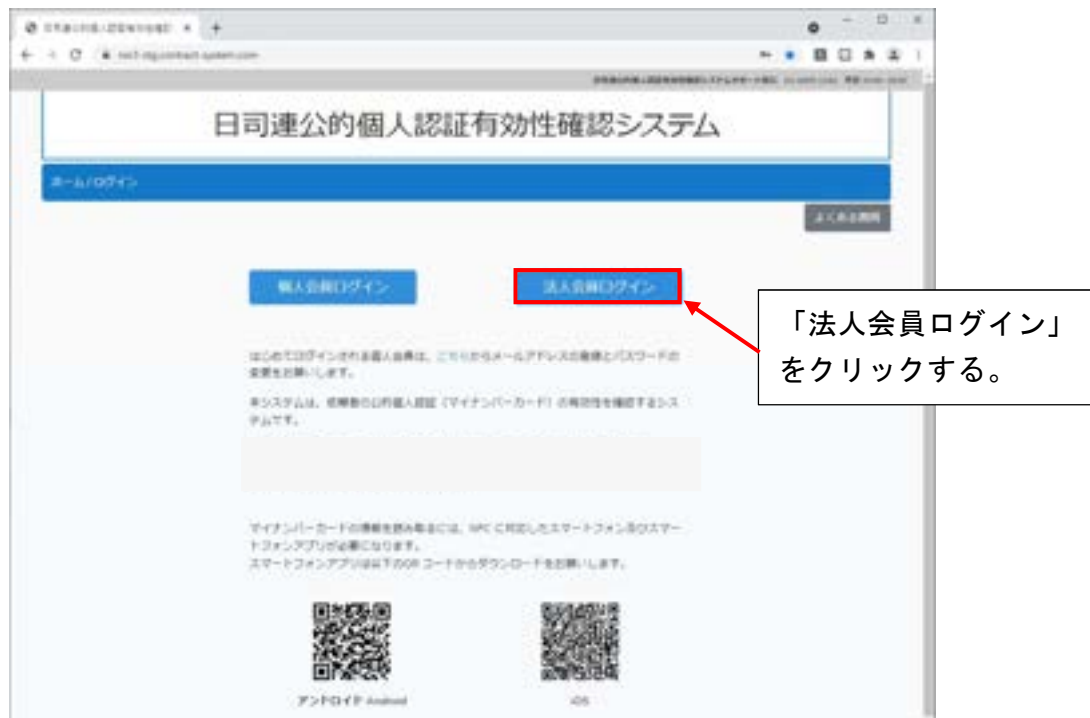 日司連公的個人認証有効性確認システム
ホーム/ログイン
よくある質問
個人会員ログイン
法人会員ログイン
「法人会員ログイン」
をクリックする。
はじめてログインされる個人会員は、こちらからメールアドレスの登録とパスワードの
変更をお願いします。
本システムは、依頼者の公的個人認証（マイナンバーカード）の有効性を確認するシス
テムです。
マイナンバーカードの情報を読み取るには、NFC に対応したスマートフォン及びスマー
トフォンアプリが必要になります。
スマートフォンアプリは以下のQR コードからダウンロードをお願いします。
アンドロイド Android
iOS